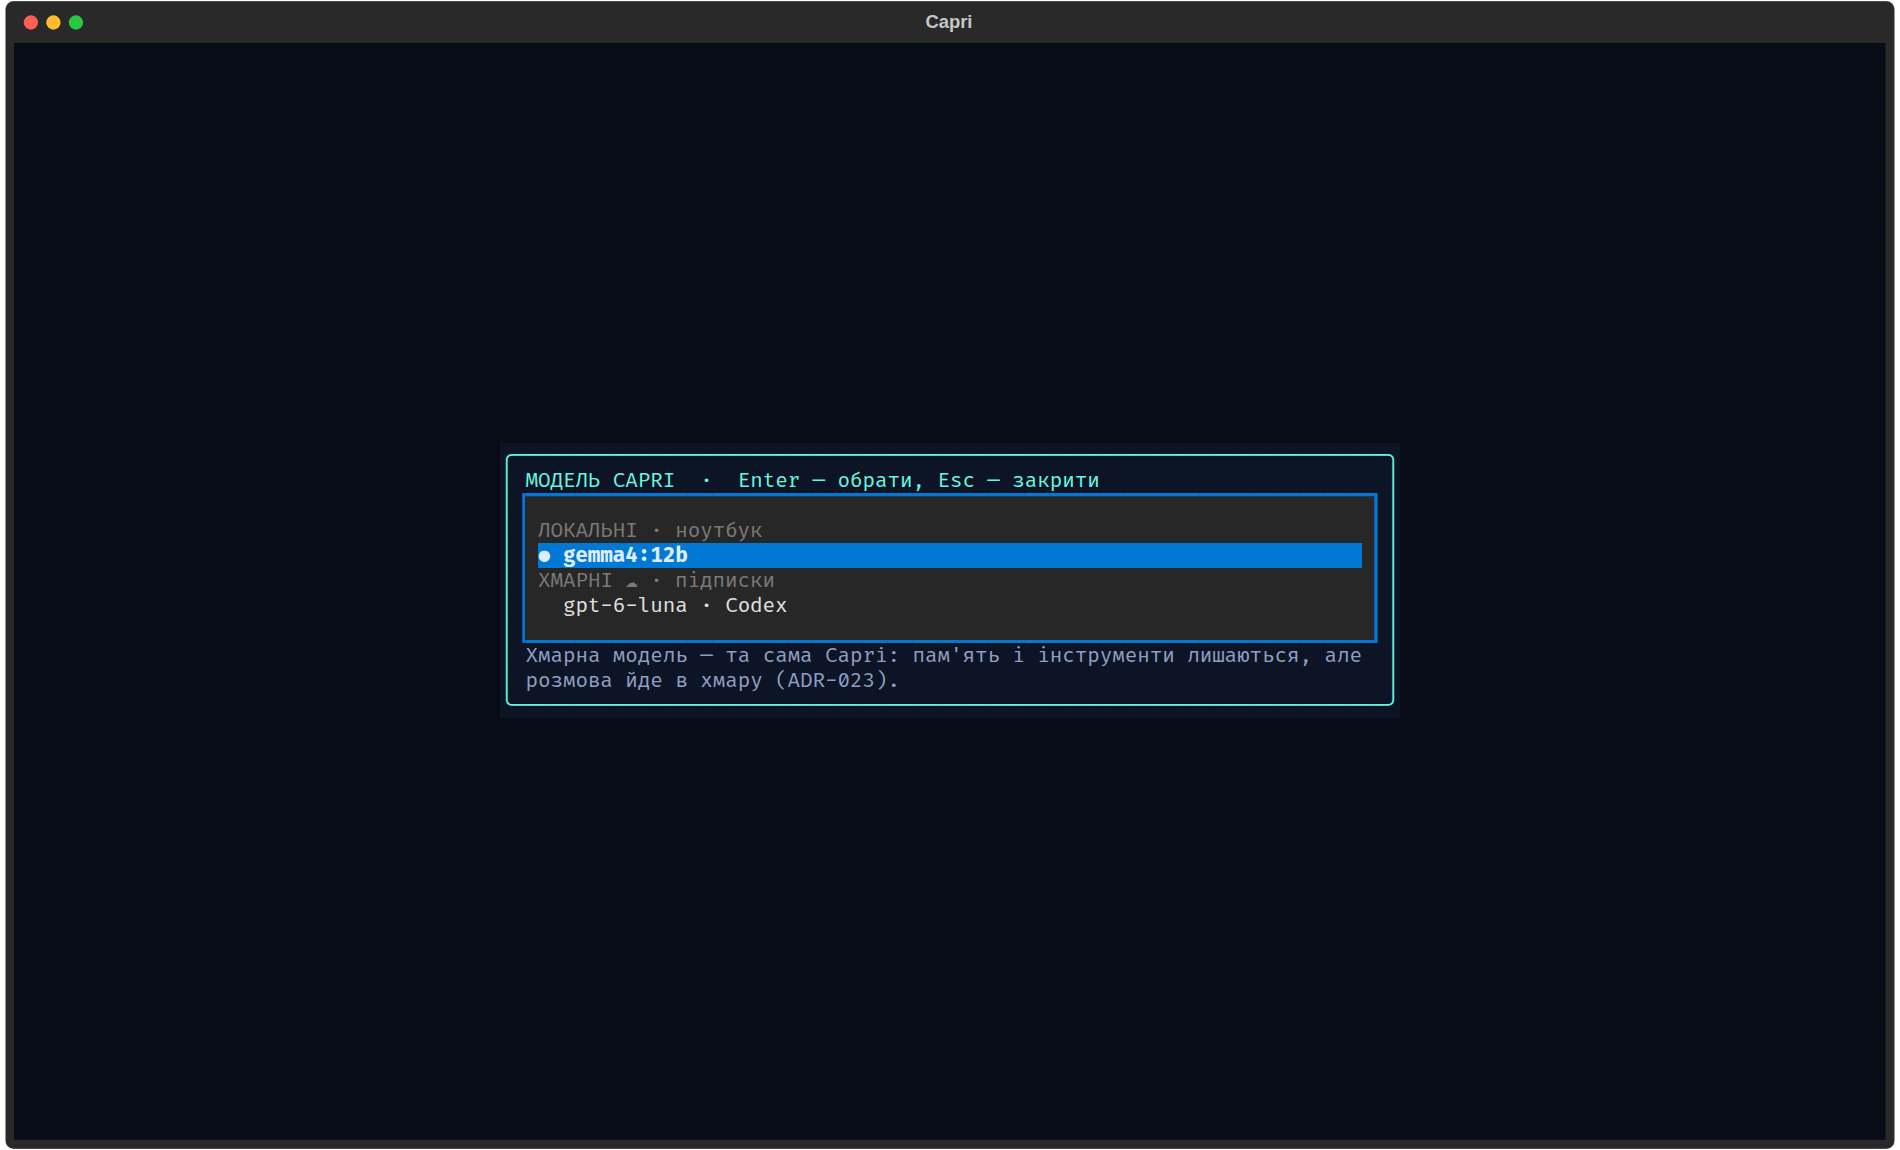 Capri
МОДЕЛЬ CAPRI · Enter — обрати, Esc — закрити
ЛОКАЛЬНІ · ноутбук
● gemma4:12b
ХМАРНІ ☁ · підписки
gpt-6-luna · Codex
Хмарна модель — та сама Capri: пам'ять і інструменти лишаються, але
розмова йде в хмару (ADR-023).